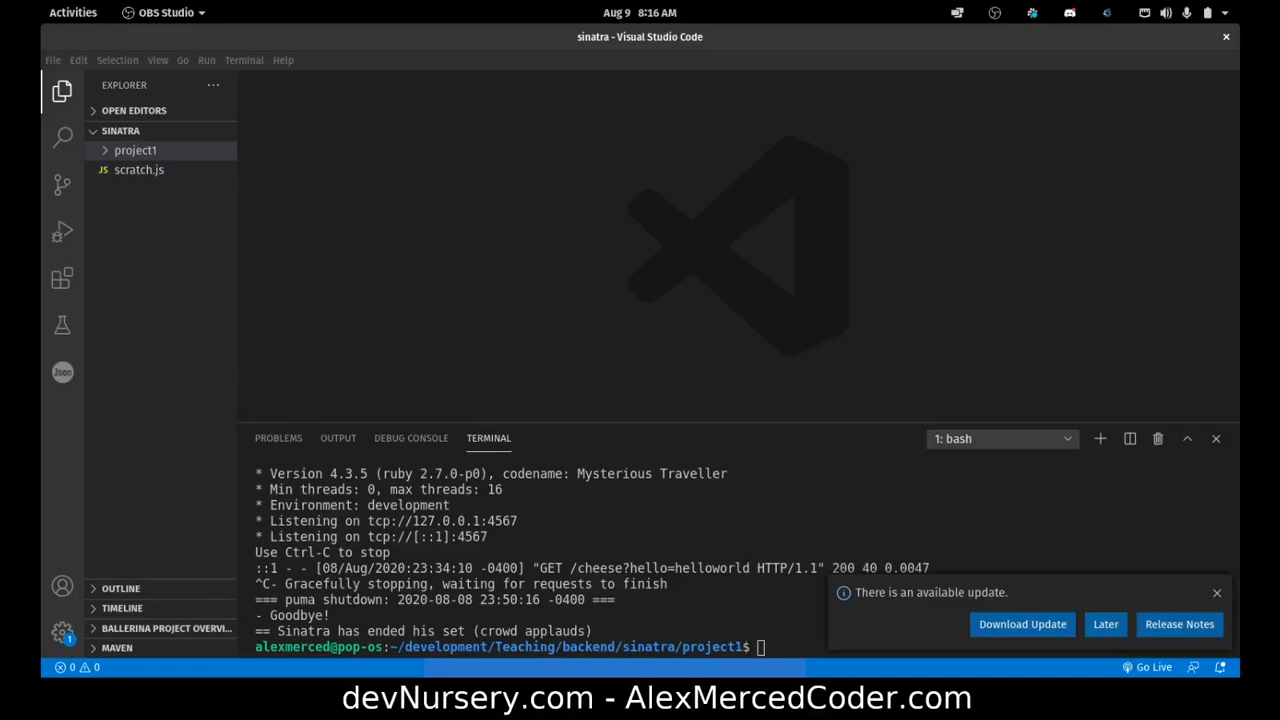 Activities
OBS Studio
Aug 9 8:16 AM
sinatra - Visual Studio Code
File Edit Selection View Go Run Terminal Help
EXPLORER
OPEN EDITORS
SINATRA
project1
JS scratch.js
Json
PROBLEMS OUTPUT DEBUG CONSOLE TERMINAL
1: bash
* Version 4.3.5 (ruby 2.7.0-p0), codename: Mysterious Traveller
* Min threads: 0, max threads: 16
* Environment: development
* Listening on tcp://127.0.0.1:4567
* Listening on tcp://[::1]:4567
Use Ctrl-C to stop
::1 - - [08/Aug/2020:23:34:10 -0400] "GET /cheese?hello=helloworld HTTP/1.1" 200 40 0.0047
^C- Gracefully stopping, waiting for requests to finish
=== puma shutdown: 2020-08-08 23:50:16 -0400 ===
- Goodbye!
== Sinatra has ended his set (crowd applauds)
alexmerced@pop-os:~/development/Teaching/backend/sinatra/project1$
There is an available update.
Download Update Later Release Notes
OUTLINE
TIMELINE
BALLERINA PROJECT OVERVI...
MAVEN
1
0 0
Go Live
devNursery.com - AlexMercedCoder.com